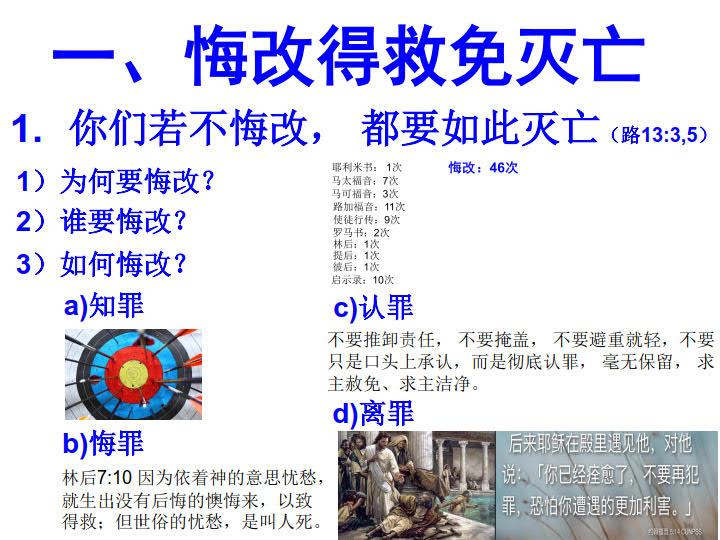 一、悔改得救免灭亡
1. 你们若不悔改， 都要如此灭亡（路13:3,5）
1）为何要悔改？
2）谁要悔改？
3）如何悔改？
耶利米书： 1次
马太福音：7次
马可福音：3次
路加福音：11次
使徒行传：9次
罗马书：2次
林后：1次
提后：1次
彼后：1次
启示录：10次
悔改：46次
a)知罪
b)悔罪
林后7:10 因为依着神的意思忧愁，
就生出没有后悔的懊悔来，以致
得救；但世俗的忧愁，是叫人死。
c)认罪
不要推卸责任， 不要掩盖， 不要避重就轻，不要
只是口头上承认，而是彻底认罪， 毫无保留， 求
主赦免、求主洁净。
d)离罪
后来耶稣在殿里遇见他，对他
说：「你已经痊愈了，不要再犯
罪，恐怕你遭遇的更加利害。」
约翰福音 5:14 CUNPSS